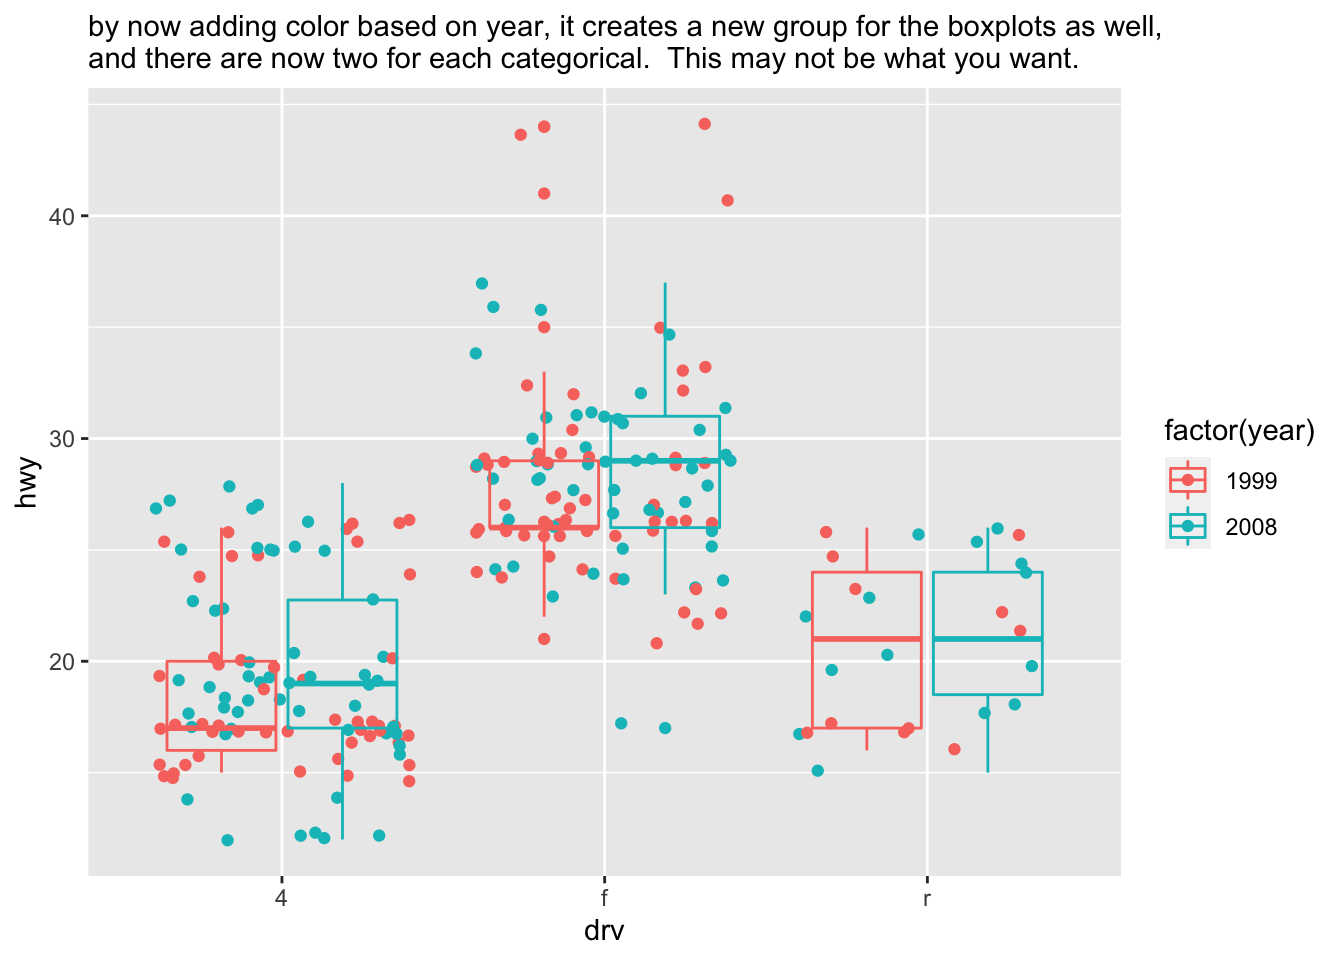 by now adding color based on year, it creates a new group for the boxplots as well,
and there are now two for each categorical.  This may not be what you want.
40
30
20
hwy
4
f
r
drv
factor(year)
1999
2008